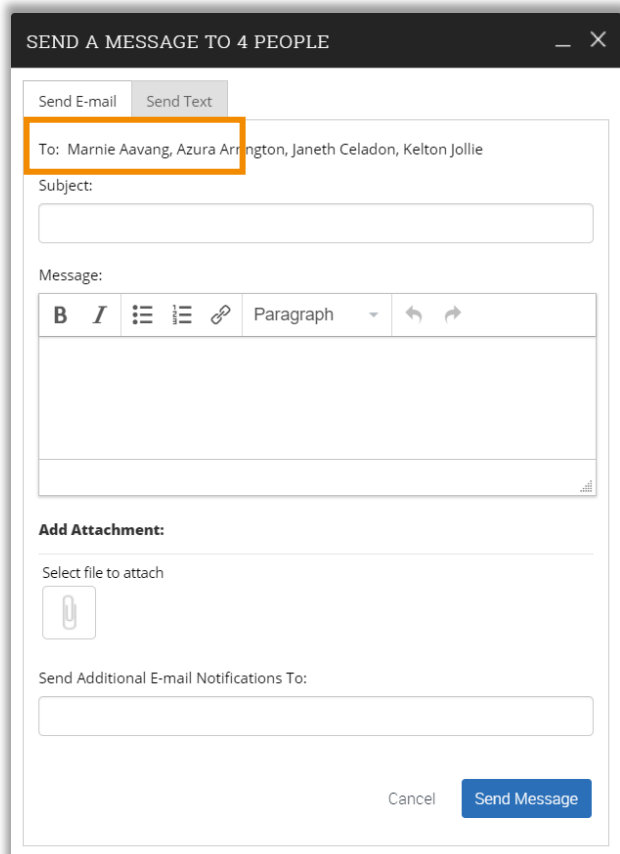 SEND A MESSAGE TO 4 PEOPLE
Send E-mail Send Text
To: Marnie Aavang, Azura Arrington, Janeth Celadon, Kelton Jollie
Subject:
Message:
B I Paragraph
Add Attachment:
Select file to attach
Send Additional E-mail Notifications To:
Cancel Send Message